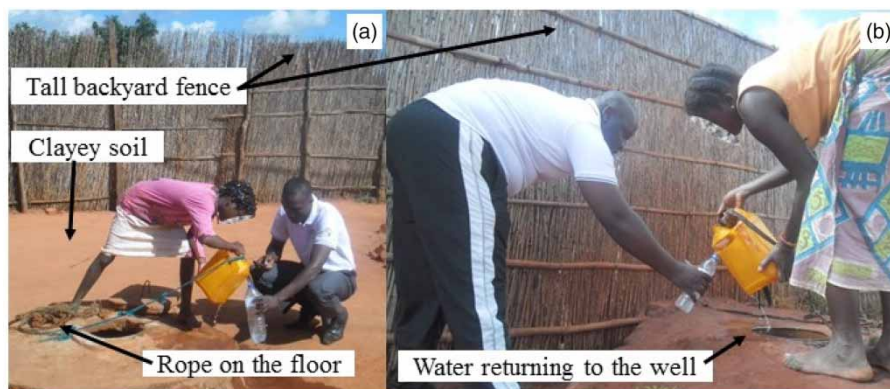 (a)
(b)
Tall backyard fence
Clayey soil
Rope on the floor
Water returning to the well